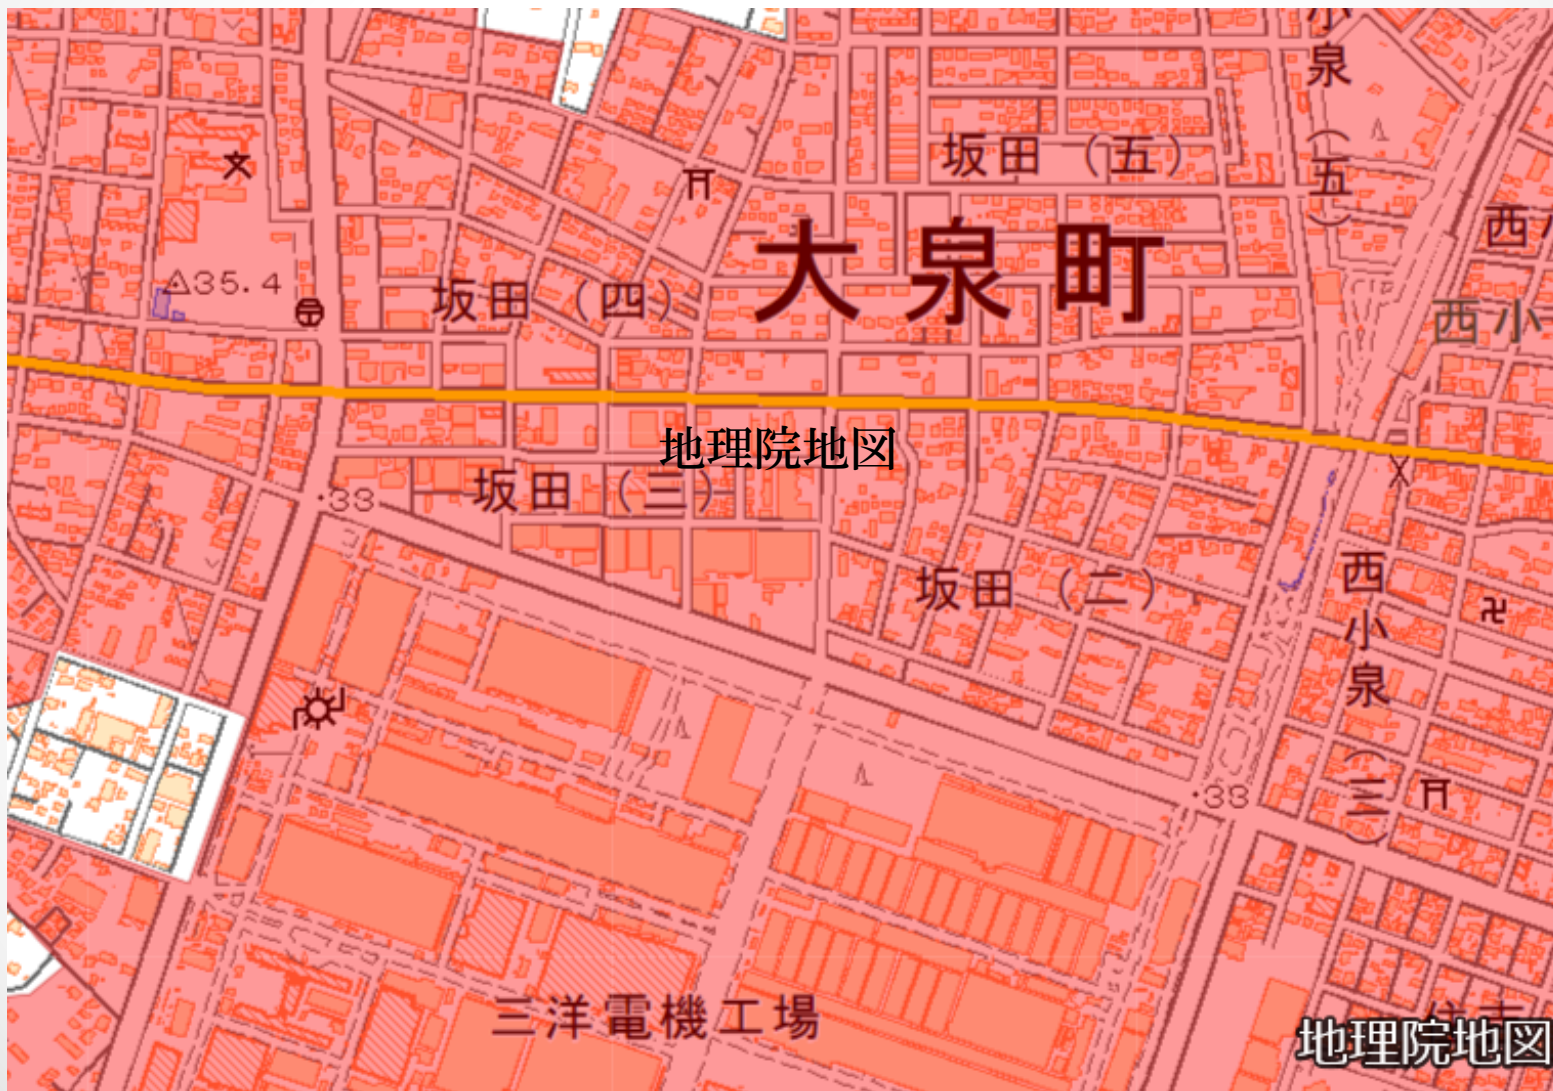 小泉（五）
坂田（五）
大泉町
西小
西小
35.4
坂田（四）
地理院地図
坂田（三）
33
坂田（二）
西小泉（三）
33
三洋電機工場
住吉
地理院地図